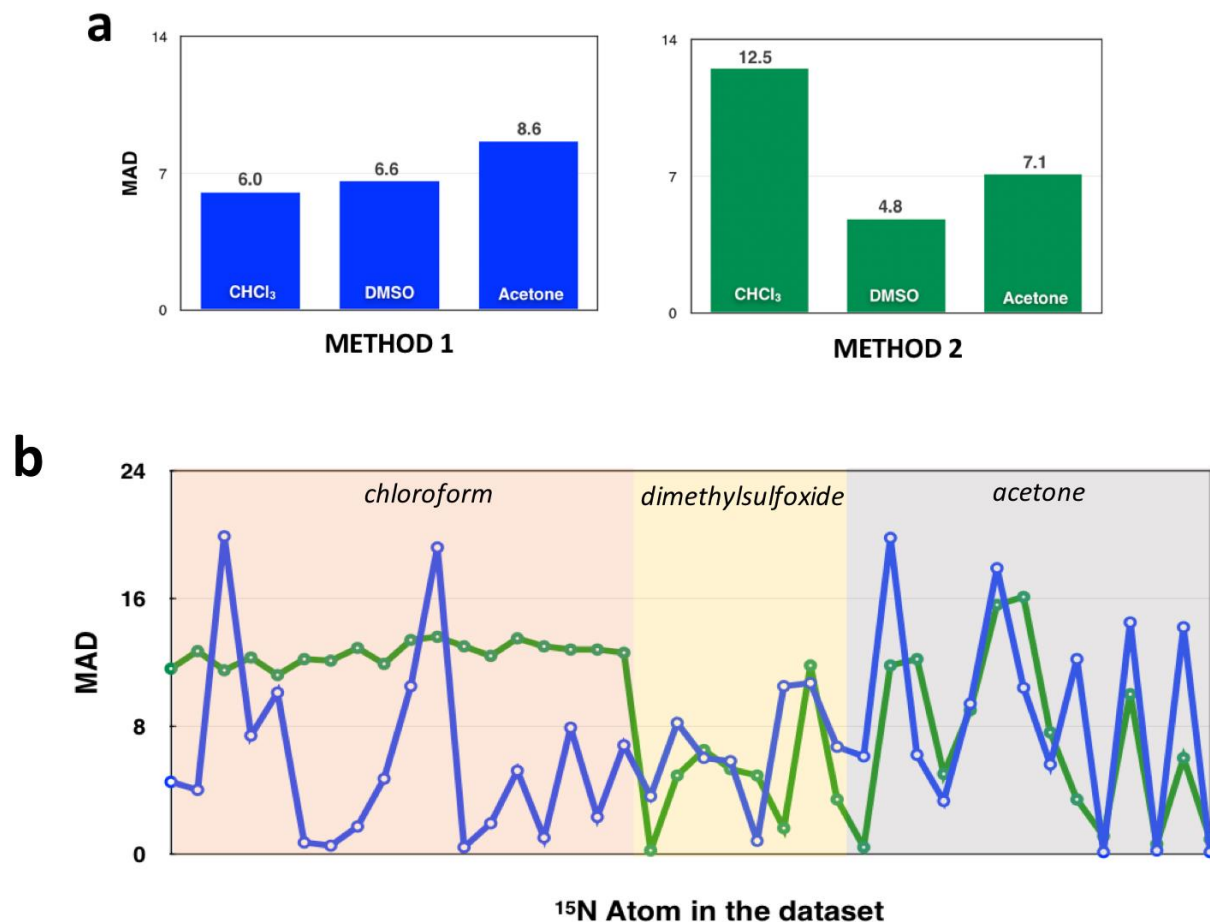 a
14
7
0
MAD
6.0
6.6
8.6
CHCl₃
DMSO
Acetone
METHOD 1
14
7
0
12.5
4.8
7.1
CHCl₃
DMSO
Acetone
METHOD 2
b
24
16
8
0
MAD
chloroform
dimethylsulfoxide
acetone
¹⁵N Atom in the dataset